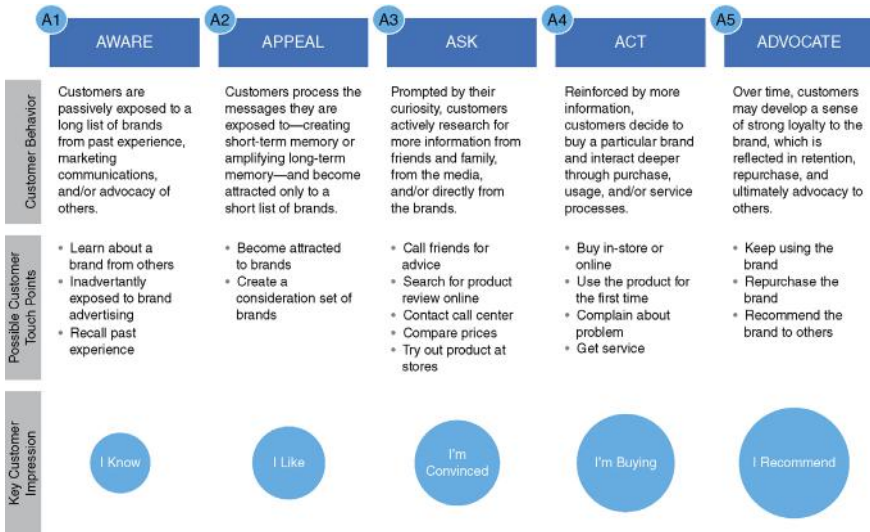 A1
AWARE
A2
APPEAL
A3
ASK
A4
ACT
A5
ADVOCATE
Customer Behavior
Customers are
passively exposed to a
long list of brands
from past experience,
marketing
communications,
and/or advocacy of
others.
Customers process the
messages they are
exposed to—creating
short-term memory or
amplifying long-term
memory—and become
attracted only to a
short list of brands.
Prompted by their
curiosity, customers
actively research for
more information from
friends and family,
from the media,
and/or directly from
the brands.
Reinforced by more
information,
customers decide to
buy a particular brand
and interact deeper
through purchase,
usage, and/or service
processes.
Over time, customers
may develop a sense
of strong loyalty to the
brand, which is
reflected in retention,
repurchase, and
ultimately advocacy to
others.
Possible Customer
Touch Points
• Learn about a
brand from others
• Inadvertantly
exposed to brand
advertising
• Recall past
experience
• Become attracted
to brands
• Create a
consideration set of
brands
• Call friends for
advice
• Search for product
review online
• Contact call center
• Compare prices
• Try out product at
stores
• Buy in-store or
online
• Use the product for
the first time
• Complain about
problem
• Get service
• Keep using the
brand
• Repurchase the
brand
• Recommend the
brand to others
Key Customer
Impression
I Know
I Like
I'm
Convinced
I'm Buying
I Recommend